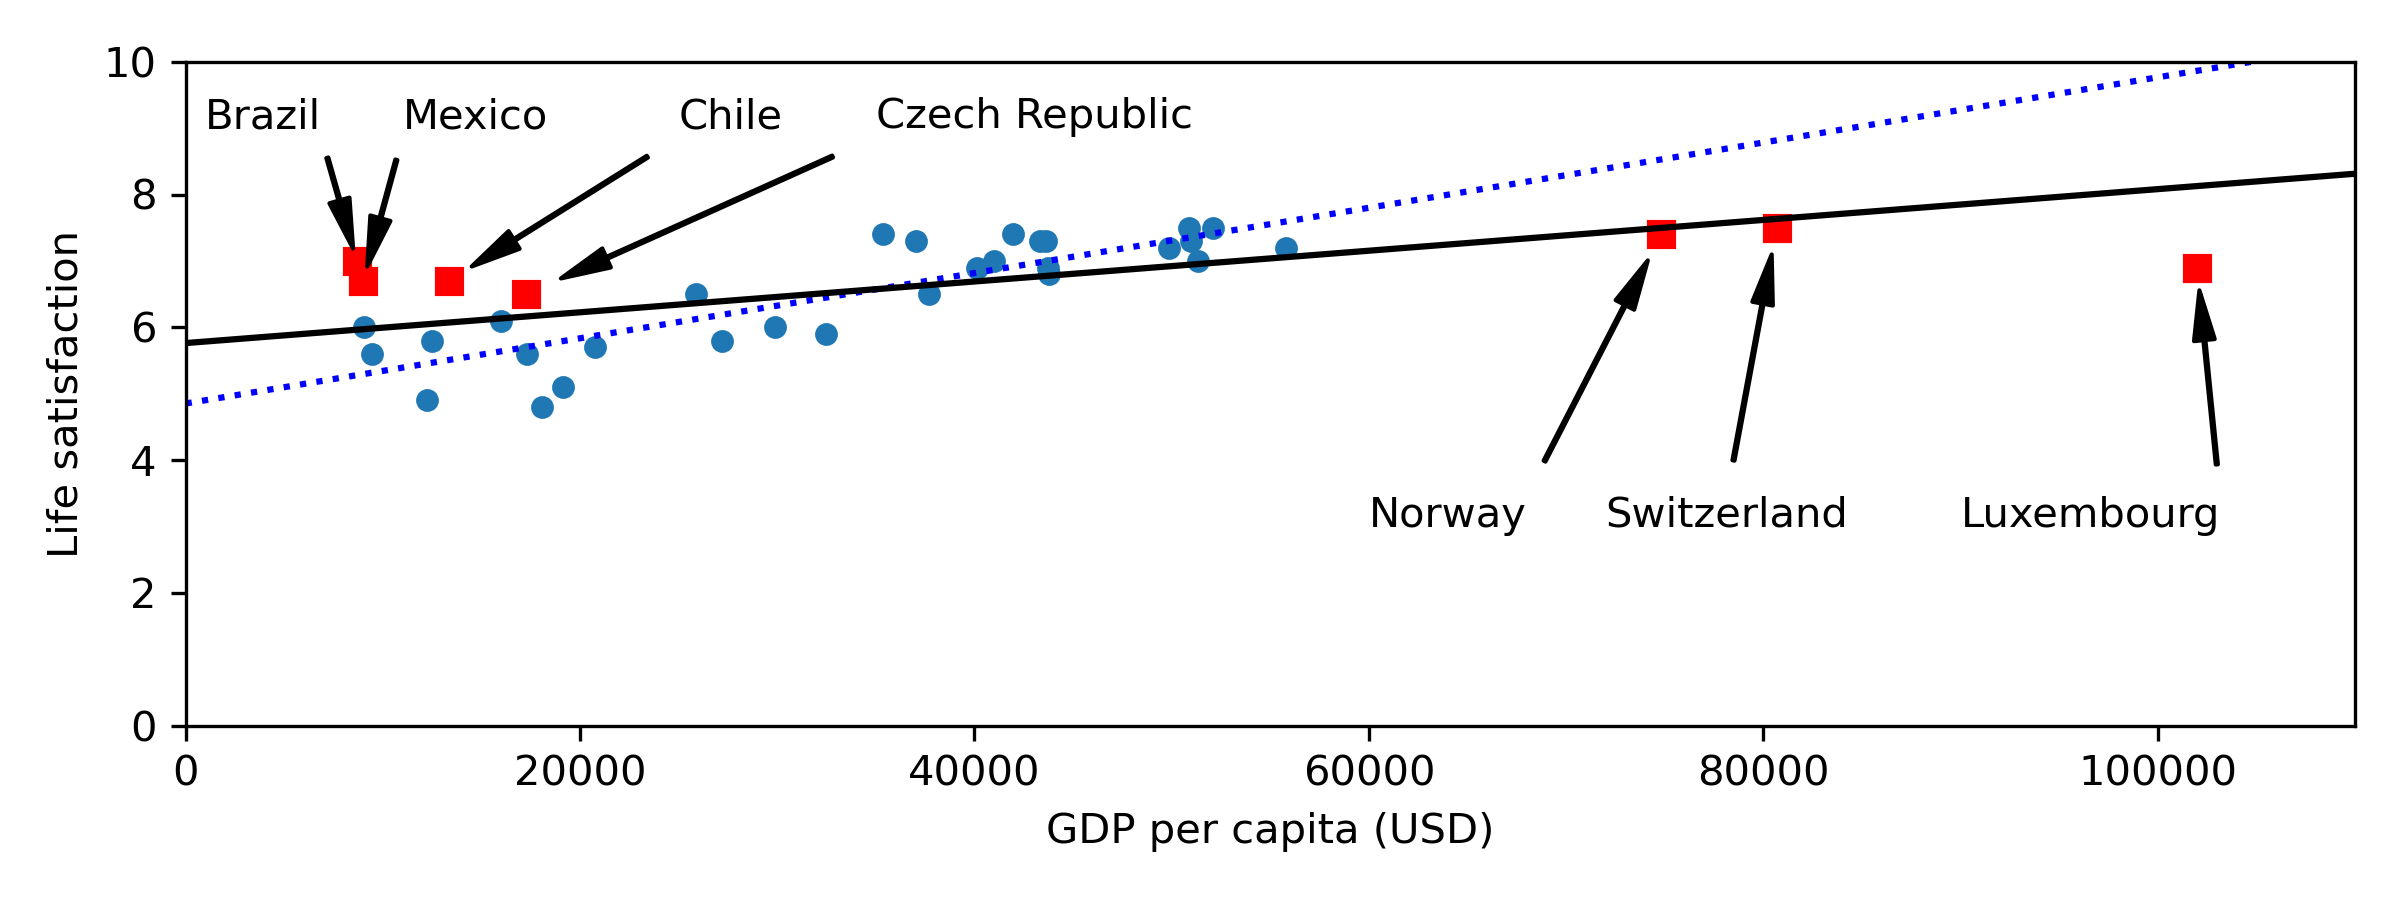 10
8
6
4
2
0
Life satisfaction
Brazil
Mexico
Chile
Czech Republic
Norway
Switzerland
Luxembourg
0
20000
40000
60000
80000
100000
GDP per capita (USD)